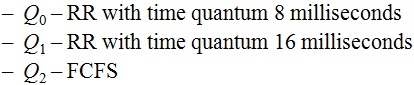 – Q₀ – RR with time quantum 8 milliseconds
– Q₁ – RR with time quantum 16 milliseconds
– Q₂ – FCFS